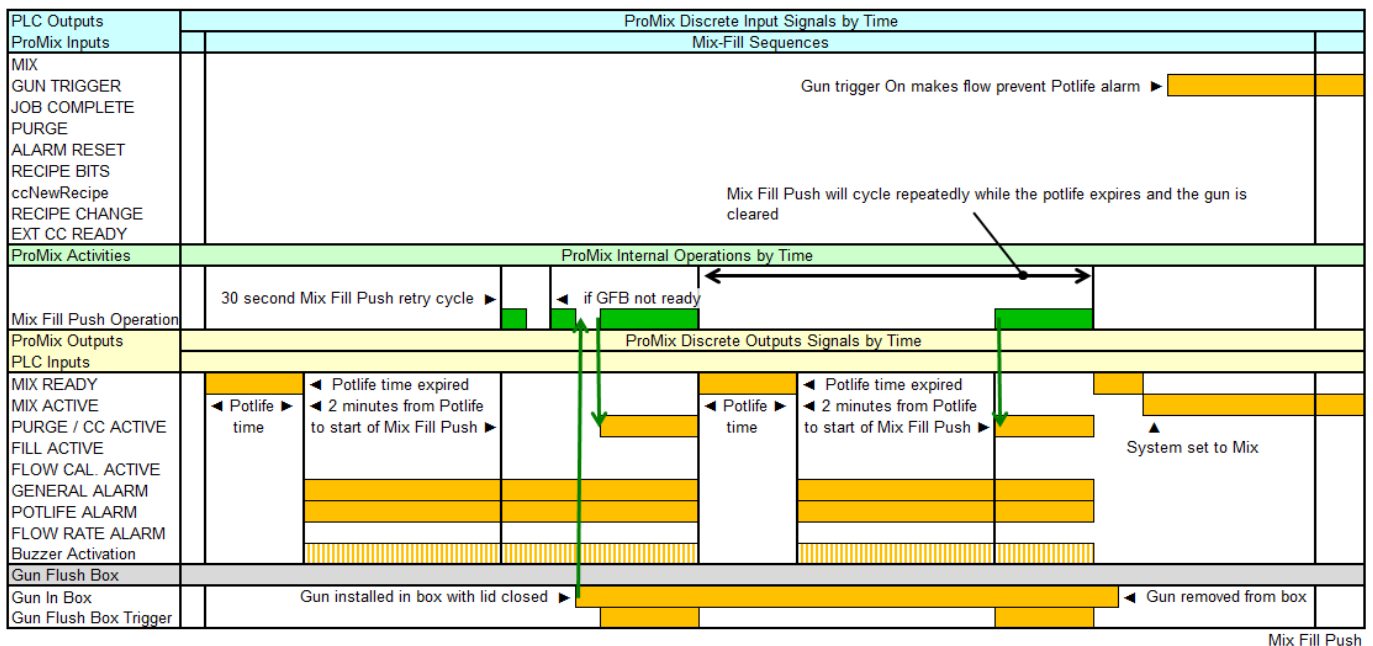 PLC Outputs
ProMix Discrete Input Signals by Time
ProMix Inputs
Mix-Fill Sequences
MIX
GUN TRIGGER
Gun trigger On makes flow prevent Potlife alarm ►
JOB COMPLETE
PURGE
ALARM RESET
RECIPE BITS
ccNewRecipe
Mix Fill Push will cycle repeatedly while the potlife expires and the gun is
cleared
RECIPE CHANGE
EXT CC READY
ProMix Activities
ProMix Internal Operations by Time
30 second Mix Fill Push retry cycle ►
◄ if GFB not ready
Mix Fill Push Operation
ProMix Outputs
ProMix Discrete Outputs Signals by Time
PLC Inputs
MIX READY
◄ Potlife time expired
◄ Potlife time expired
MIX ACTIVE
◄ Potlife ►
time
◄ 2 minutes from Potlife
to start of Mix Fill Push ►
◄ Potlife ►
time
◄ 2 minutes from Potlife
to start of Mix Fill Push ►
PURGE / CC ACTIVE
▲
System set to Mix
FILL ACTIVE
FLOW CAL. ACTIVE
GENERAL ALARM
POTLIFE ALARM
FLOW RATE ALARM
Buzzer Activation
Gun Flush Box
Gun In Box
Gun installed in box with lid closed ►
◄ Gun removed from box
Gun Flush Box Trigger
Mix Fill Push